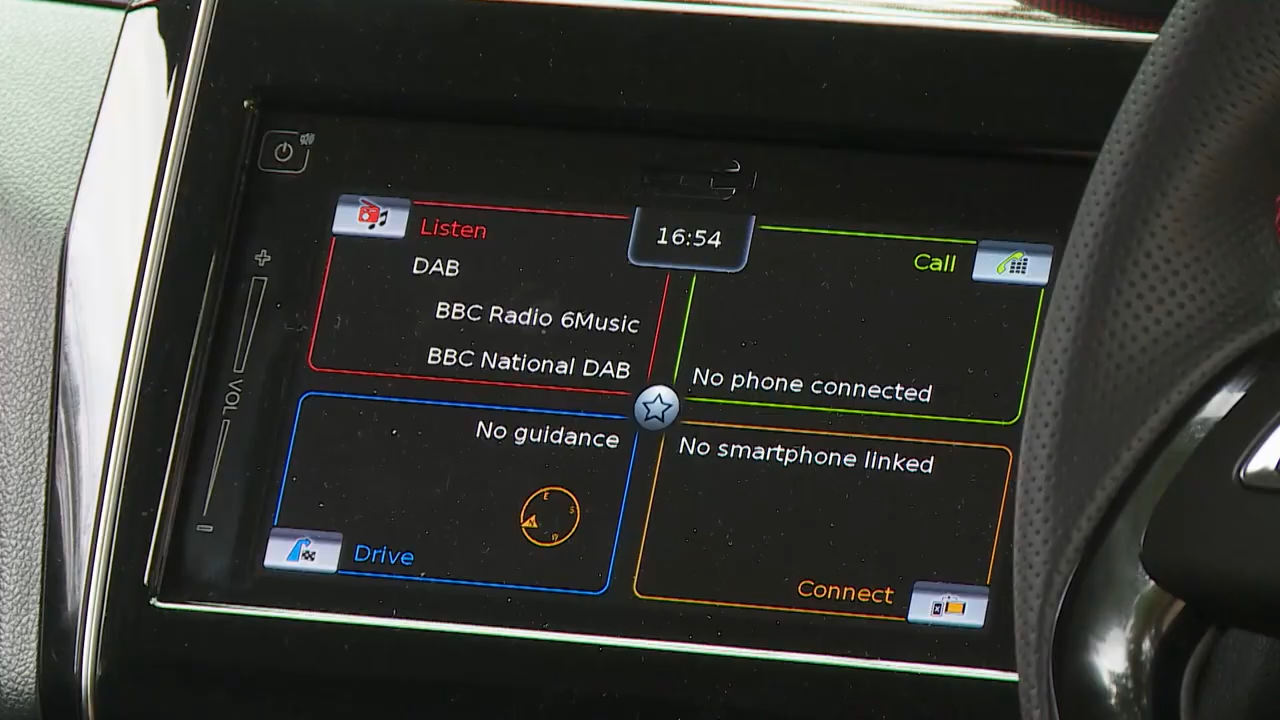 16:54
Listen
DAB
BBC Radio 6Music
BBC National DAB
Call
No phone connected
VOL
No guidance
E
S
W
Drive
No smartphone linked
Connect